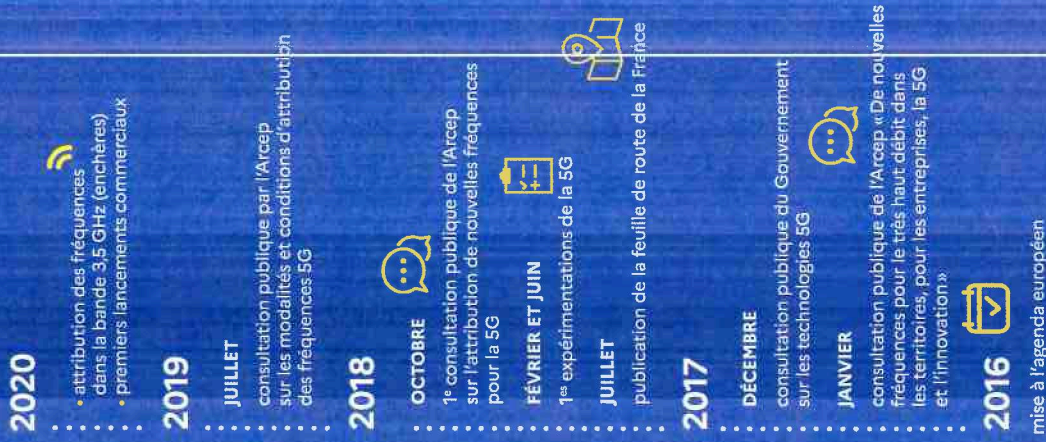 2020
• attribution des fréquences
dans la bande 3,5 GHz (enchères)
• premiers lancements commerciaux
2019
JUILLET
consultation publique par l'Arcep
sur les modalités et conditions d'attribution
des fréquences 5G
2018
OCTOBRE
1e consultation publique de l'Arcep
sur l'attribution de nouvelles fréquences
pour la 5G
FÉVRIER ET JUIN
1es expérimentations de la 5G
JUILLET
publication de la feuille de route de la France
2017
DÉCEMBRE
consultation publique du Gouvernement
sur les technologies 5G
JANVIER
consultation publique de l'Arcep « De nouvelles
fréquences pour le très haut débit dans
les territoires, pour les entreprises, la 5G
et l'innovation »
2016
mise à l'agenda européen